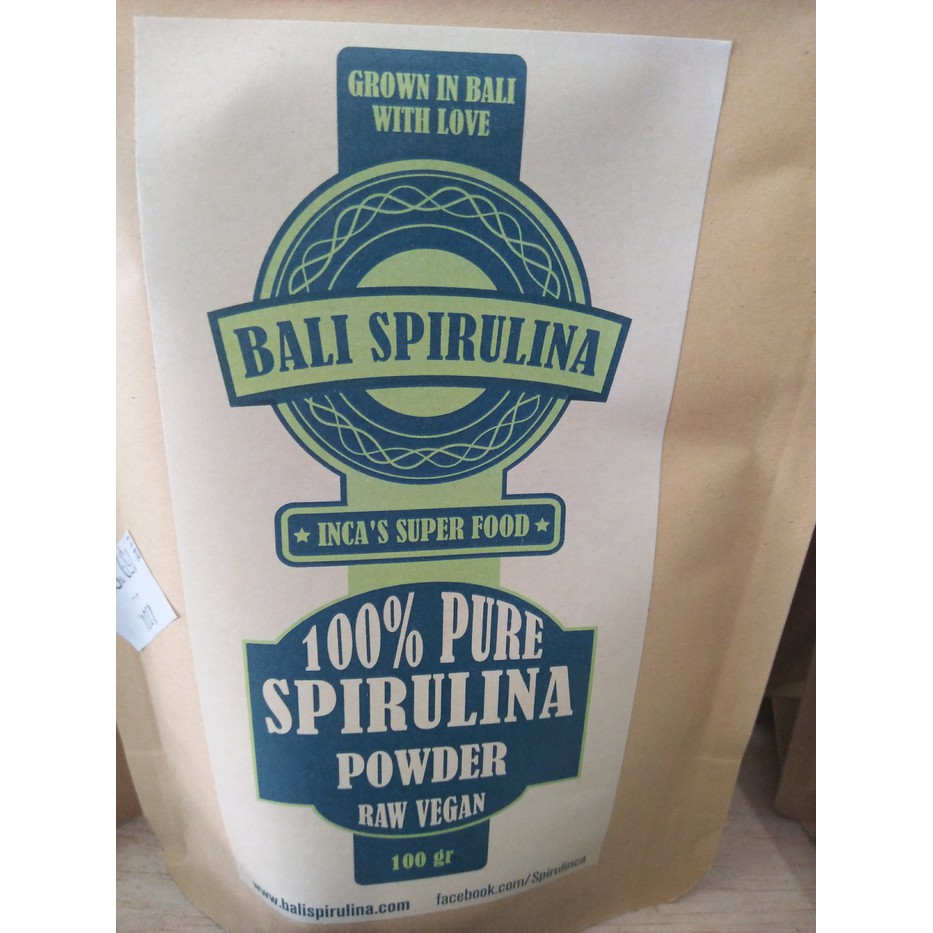 GROWN IN BALI
WITH LOVE
BALI SPIRULINA
INCA'S SUPER FOOD
100% PURE
SPIRULINA
POWDER
RAW VEGAN
100 gr
www.balispirulina.com facebook.com/Spirulinca